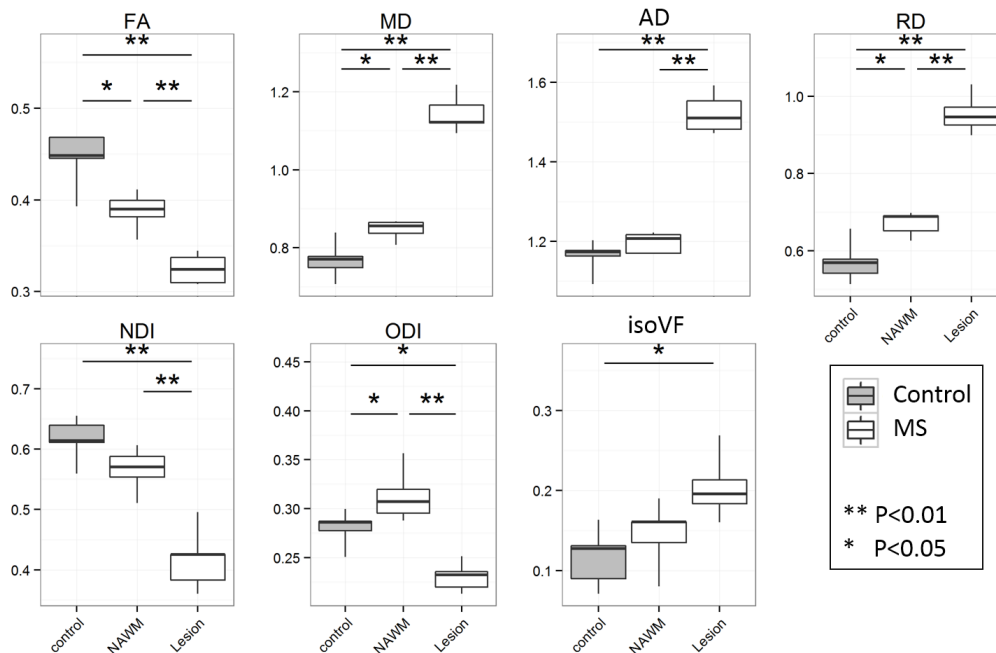 FA
**
*
**
0.5
0.4
0.3
MD
**
*
**
1.2
1.0
0.8
AD
**
**
1.6
1.4
1.2
RD
**
*
**
1.0
0.8
0.6
control
NAWM
Lesion
NDI
**
**
0.7
0.6
0.5
0.4
control
NAWM
Lesion
ODI
*
*
**
0.45
0.40
0.35
0.30
0.25
control
NAWM
Lesion
isoVF
*
0.3
0.2
0.1
control
NAWM
Lesion
Control
MS
** P<0.01
* P<0.05